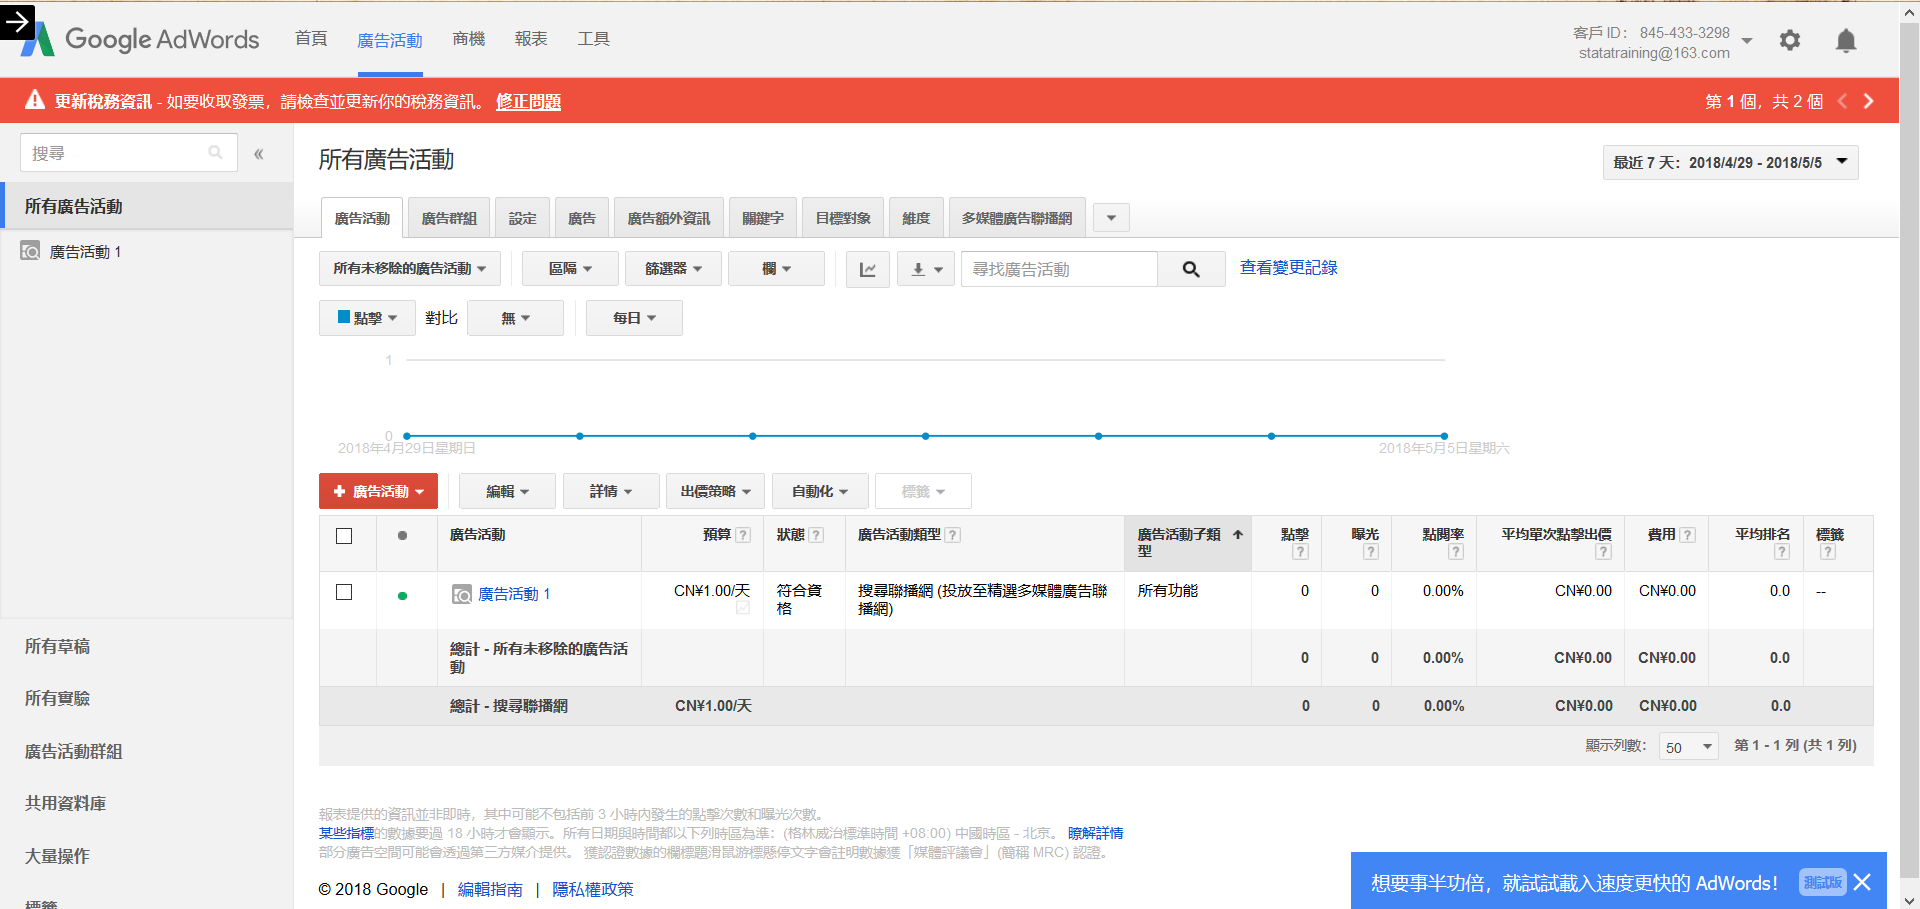 Google AdWords 首頁 廣告活動 商機 報表 工具
客戶 ID： 845-433-3298
statatraining@163.com
更新稅務資訊 - 如要收取發票，請檢查並更新你的稅務資訊。 修正問題
第 1 個，共 2 個
搜尋 «
所有廣告活動
廣告活動 1
所有草稿
所有實驗
廣告活動群組
共用資料庫
大量操作
標籤
所有廣告活動
最近 7 天：2018/4/29 - 2018/5/5
廣告活動 廣告群組 設定 廣告 廣告額外資訊 關鍵字 目標對象 維度 多媒體廣告聯播網
所有未移除的廣告活動 區隔 篩選器 欄 尋找廣告活動 查看變更記錄
點擊 對比 無 每日
1
0
2018年4月29日星期日 2018年5月5日星期六
+ 廣告活動 編輯 詳情 出價策略 自動化 標籤
廣告活動 預算 ? 狀態 ? 廣告活動類型 ? 廣告活動子類型 點擊 ? 曝光 ? 點閱率 ? 平均單次點擊出價 ? 費用 ? 平均排名 ? 標籤 ?
廣告活動 1 CN¥1.00/天 符合資格 搜尋聯播網 (投放至精選多媒體廣告聯播網) 所有功能 0 0 0.00% CN¥0.00 CN¥0.00 0.0 --
總計 - 所有未移除的廣告活動 0 0 0.00% CN¥0.00 CN¥0.00 0.0
總計 - 搜尋聯播網 CN¥1.00/天 0 0 0.00% CN¥0.00 CN¥0.00 0.0
顯示列數： 50 第 1 - 1 列 (共 1 列)
報表提供的資訊並非即時，其中可能不包括前 3 小時內發生的點擊次數和曝光次數。
某些指標的數據要過 18 小時才會顯示。所有日期與時間都以下列時區為準：(格林威治標準時間 +08:00) 中國時區 - 北京。 瞭解詳情
部分廣告空間可能會透過第三方媒介提供。 獲認證數據的欄標題滑鼠游標懸停文字會註明數據獲「媒體評議會」(簡稱 MRC) 認證。
© 2018 Google | 編輯指南 | 隱私權政策
想要事半功倍，就試試載入速度更快的 AdWords！ 測試版